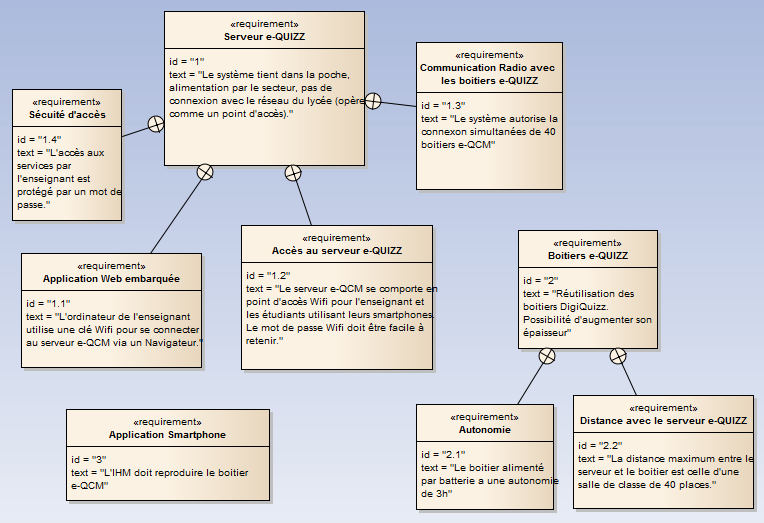 «requirement»
Serveur e-QUIZZ
id = "1"
text = "Le système tient dans la poche,
alimentation par le secteur, pas de
connexion avec le réseau du lycée (opère
comme un point d'accès)."
«requirement»
Communication Radio avec
les boitiers e-QUIZZ
id = "1.3"
text = "Le système autorise la
connexon simultanées de 40
boitiers e-QCM"
«requirement»
Sécuité d'accès
id = "1.4"
text = "L'accès aux
services par
l'enseignant est
protégé par un mot de
passe."
«requirement»
Application Web embarquée
id = "1.1"
text = "L'ordinateur de l'enseignant
utilise une clé Wifi pour se connecter
au serveur e-QCM via un Navigateur."
«requirement»
Accès au serveur e-QUIZZ
id = "1.2"
text = "Le serveur e-QCM se comporte en
point d'accès Wifi pour l'enseignant et
les étudiants utilisant leurs smartphones.
Le mot de passe Wifi doit être facile à
retenir."
«requirement»
Boitiers e-QUIZZ
id = "2"
text = "Réutilisation des
boitiers DigiQuizz.
Possibilité d'augmenter son
épaisseur"
«requirement»
Application Smartphone
id = "3"
text = "L'IHM doit reproduire le boitier
e-QCM"
«requirement»
Autonomie
id = "2.1"
text = "Le boitier alimenté
par batterie a une autonomie
de 3h"
«requirement»
Distance avec le serveur e-QUIZZ
id = "2.2"
text = "La distance maximum entre le
serveur et le boitier est celle d'une
salle de classe de 40 places."